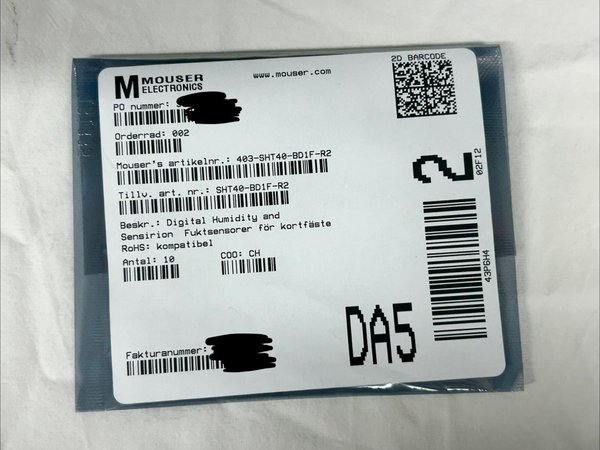 MOUSER
ELECTRONICS
www.mouser.com
2D BARCODE
PO nummer:
Orderrad: 002
Mouser's artikelnr.: 403-SHT40-BD1F-R2
Tillv. art. nr.: SHT40-BD1F-R2
Beskr.: Digital Humidity and
Sensirion Fuktsensorer för kortfäste
RoHS: kompatibel
Antal: 10 COO: CH
Fakturanummer:
DA5
2
02F12
43P6H4